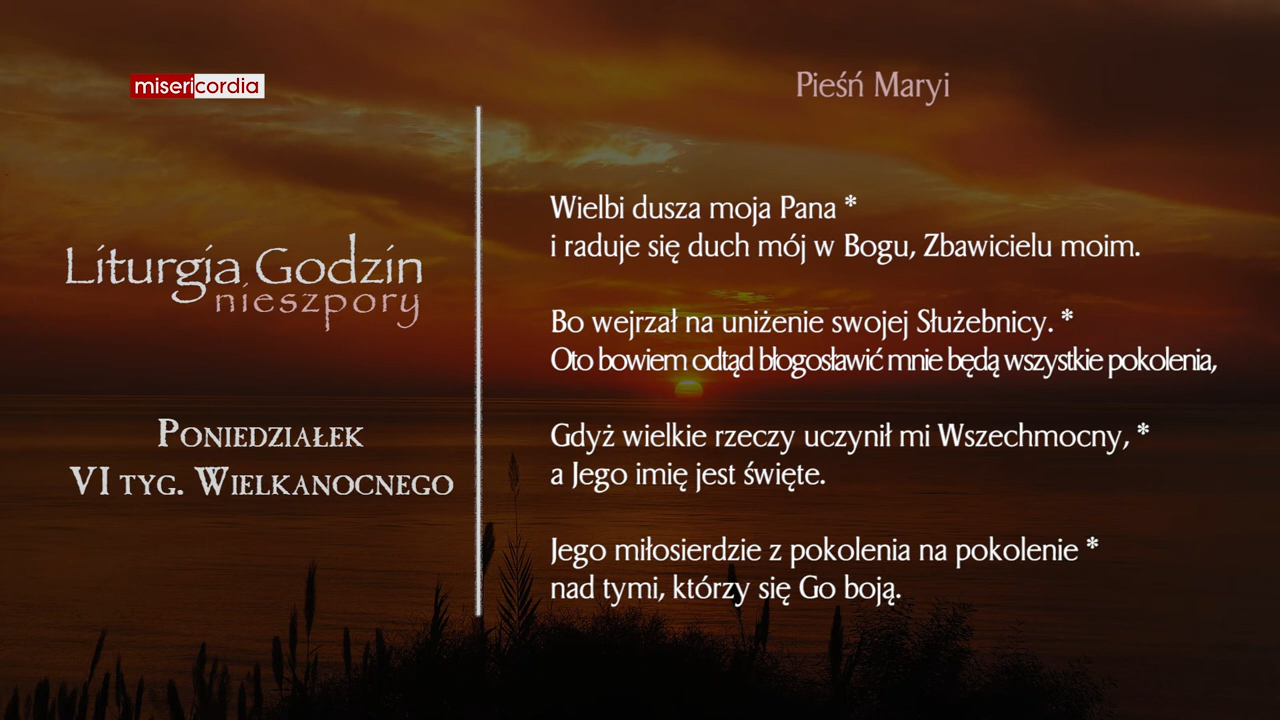 misericordia
Liturgia Godzin
nieszpory
Poniedziałek
VI tyg. Wielkanocnego
Pieśń Maryi
Wielbi dusza moja Pana *
i raduje się duch mój w Bogu, Zbawicielu moim.
Bo wejrzał na uniżenie swojej Służebnicy. *
Oto bowiem odtąd błogosławić mnie będą wszystkie pokolenia,
Gdyż wielkie rzeczy uczynił mi Wszechmocny, *
a Jego imię jest święte.
Jego miłosierdzie z pokolenia na pokolenie *
nad tymi, którzy się Go boją.